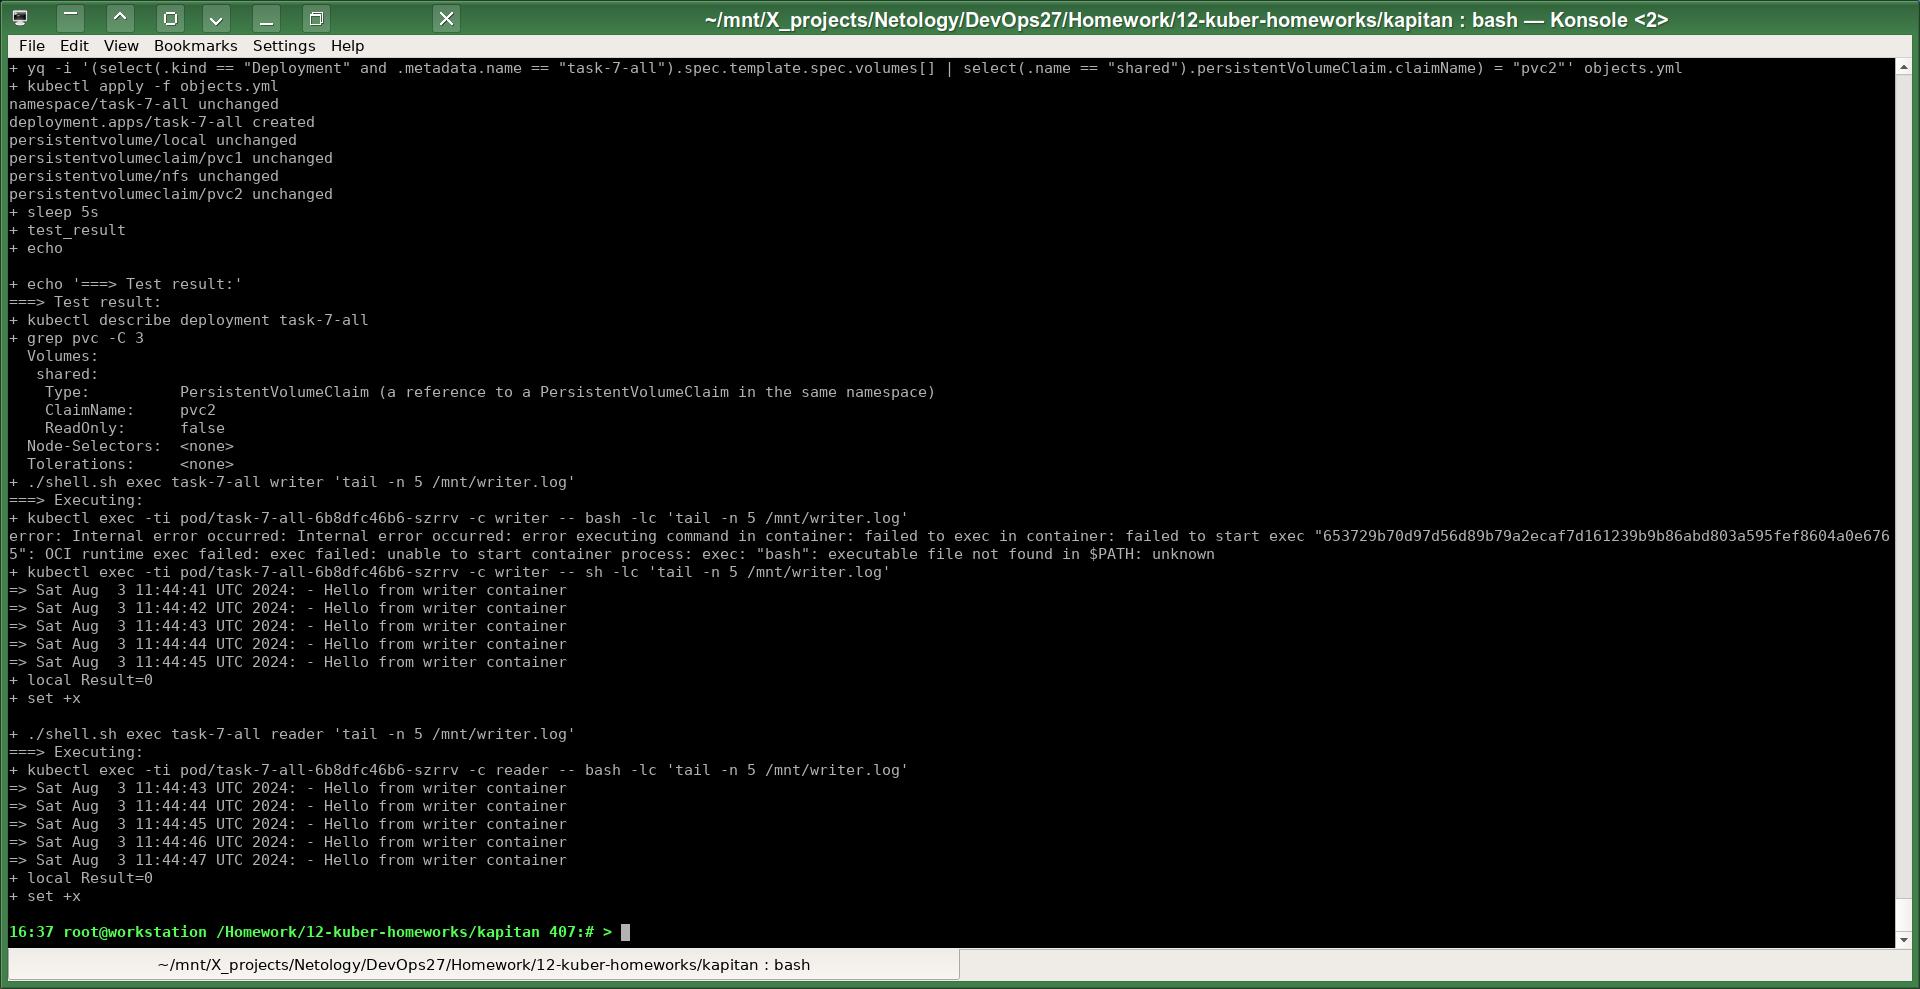 ~/mnt/X_projects/Netology/DevOps27/Homework/12-kuber-homeworks/kapitan : bash — Konsole <2>
File Edit View Bookmarks Settings Help
+ yq -i '(select(.kind == "Deployment" and .metadata.name == "task-7-all").spec.template.spec.volumes[] | select(.name == "shared").persistentVolumeClaim.claimName) = "pvc2"' objects.yml
+ kubectl apply -f objects.yml
namespace/task-7-all unchanged
deployment.apps/task-7-all created
persistentvolume/local unchanged
persistentvolumeclaim/pvc1 unchanged
persistentvolume/nfs unchanged
persistentvolumeclaim/pvc2 unchanged
+ sleep 5s
+ test_result
+ echo
+ echo '===> Test result:'
===> Test result:
+ kubectl describe deployment task-7-all
+ grep pvc -C 3
  Volumes:
   shared:
    Type:          PersistentVolumeClaim (a reference to a PersistentVolumeClaim in the same namespace)
    ClaimName:     pvc2
    ReadOnly:      false
  Node-Selectors:  <none>
  Tolerations:     <none>
+ ./shell.sh exec task-7-all writer 'tail -n 5 /mnt/writer.log'
===> Executing:
+ kubectl exec -ti pod/task-7-all-6b8dfc46b6-szrrv -c writer -- bash -lc 'tail -n 5 /mnt/writer.log'
error: Internal error occurred: Internal error occurred: error executing command in container: failed to exec in container: failed to start exec "653729b70d97d56d89b79a2ecaf7d161239b9b86abd803a595fef8604a0e676
5": OCI runtime exec failed: exec failed: unable to start container process: exec: "bash": executable file not found in $PATH: unknown
+ kubectl exec -ti pod/task-7-all-6b8dfc46b6-szrrv -c writer -- sh -lc 'tail -n 5 /mnt/writer.log'
=> Sat Aug  3 11:44:41 UTC 2024: - Hello from writer container
=> Sat Aug  3 11:44:42 UTC 2024: - Hello from writer container
=> Sat Aug  3 11:44:43 UTC 2024: - Hello from writer container
=> Sat Aug  3 11:44:44 UTC 2024: - Hello from writer container
=> Sat Aug  3 11:44:45 UTC 2024: - Hello from writer container
+ local Result=0
+ set +x
+ ./shell.sh exec task-7-all reader 'tail -n 5 /mnt/writer.log'
===> Executing:
+ kubectl exec -ti pod/task-7-all-6b8dfc46b6-szrrv -c reader -- bash -lc 'tail -n 5 /mnt/writer.log'
=> Sat Aug  3 11:44:43 UTC 2024: - Hello from writer container
=> Sat Aug  3 11:44:44 UTC 2024: - Hello from writer container
=> Sat Aug  3 11:44:45 UTC 2024: - Hello from writer container
=> Sat Aug  3 11:44:46 UTC 2024: - Hello from writer container
=> Sat Aug  3 11:44:47 UTC 2024: - Hello from writer container
+ local Result=0
+ set +x
16:37 root@workstation /Homework/12-kuber-homeworks/kapitan 407:# >
~/mnt/X_projects/Netology/DevOps27/Homework/12-kuber-homeworks/kapitan : bash